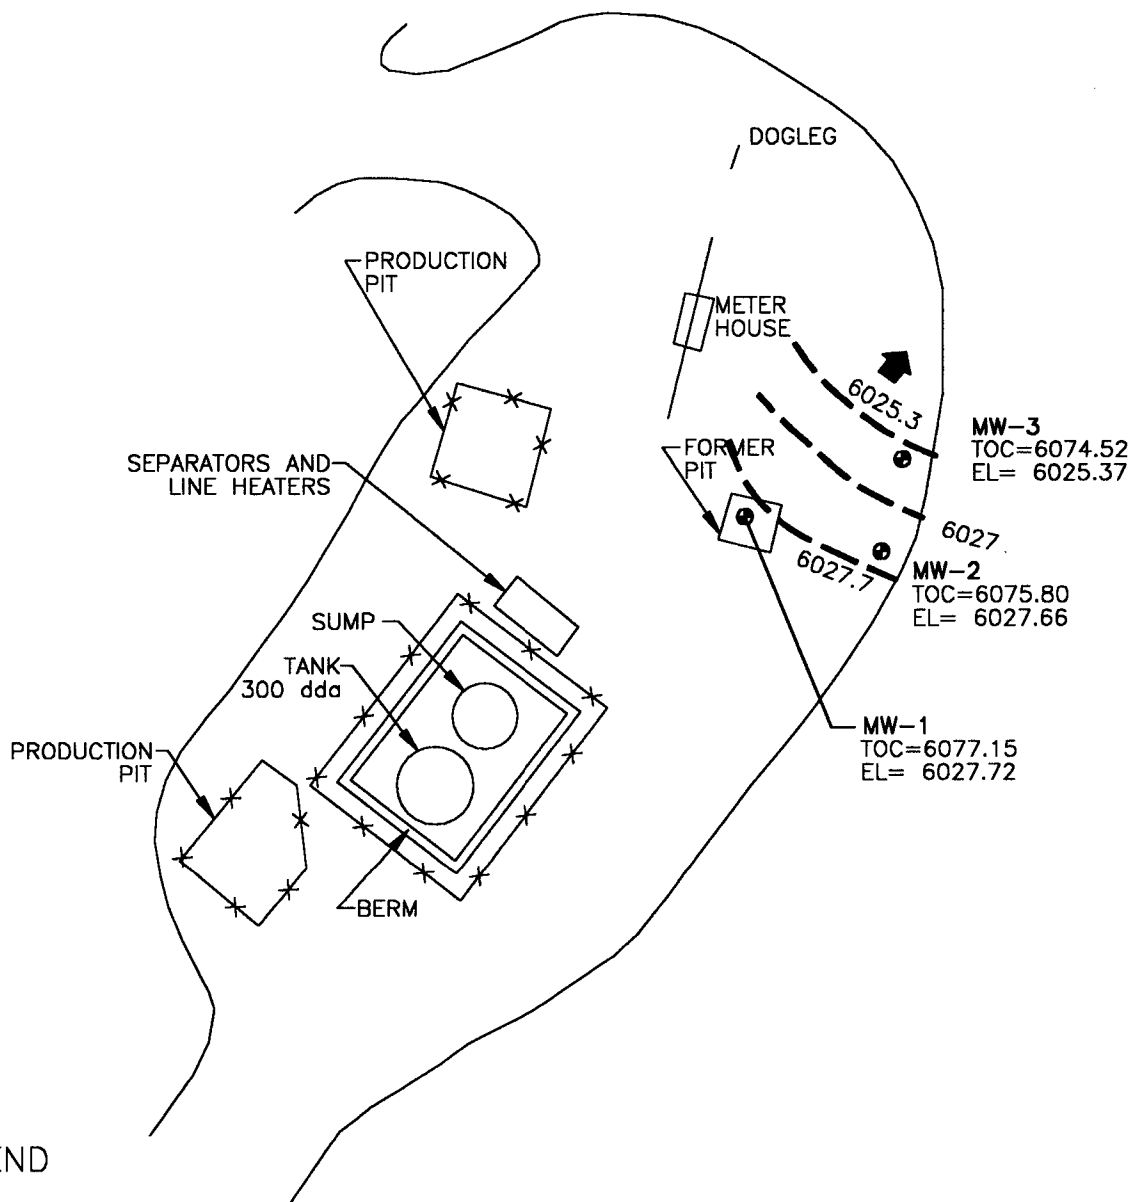 DOGLEG
PRODUCTION
PIT
METER
HOUSE
6025.3
MW-3
TOC=6074.52
EL= 6025.37
FORMER
PIT
SEPARATORS AND
LINE HEATERS
6027
6027.7
MW-2
TOC=6075.80
EL= 6027.66
SUMP
TANK
300 dda
MW-1
TOC=6077.15
EL= 6027.72
PRODUCTION
PIT
BERM